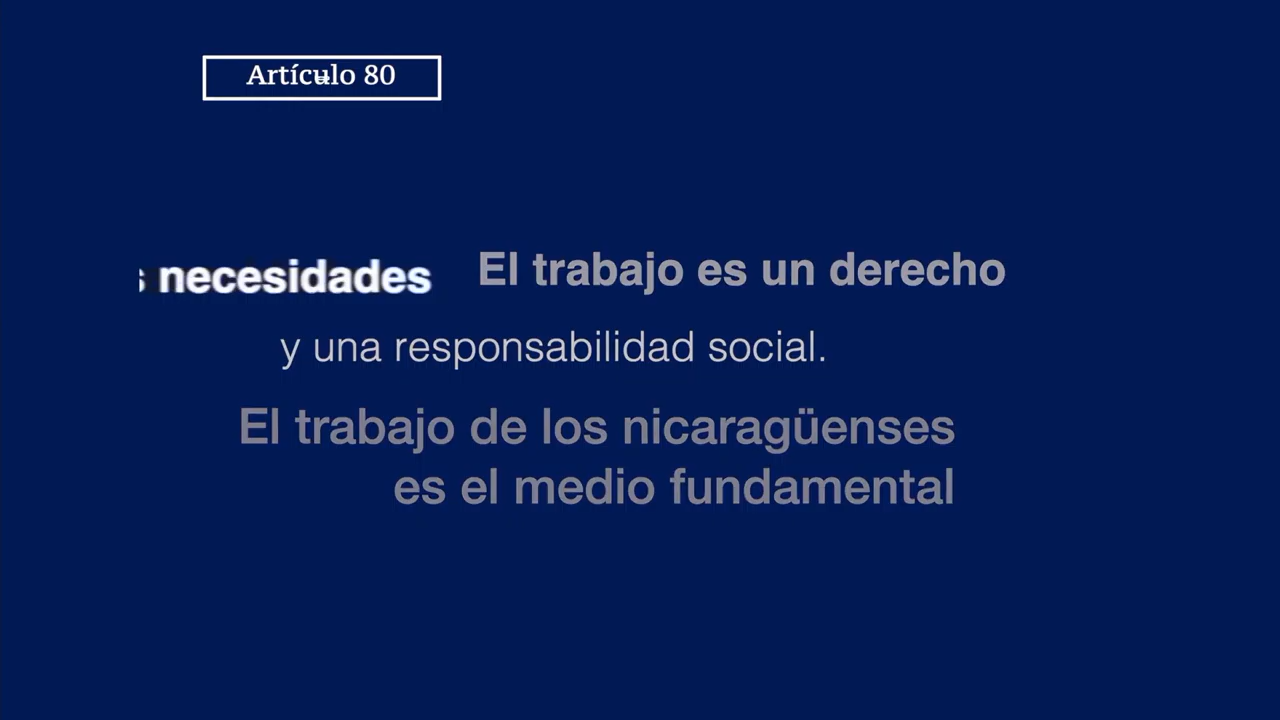 Artículo 80
necesidades
El trabajo es un derecho
y una responsabilidad social.
El trabajo de los nicaragüenses
es el medio fundamental